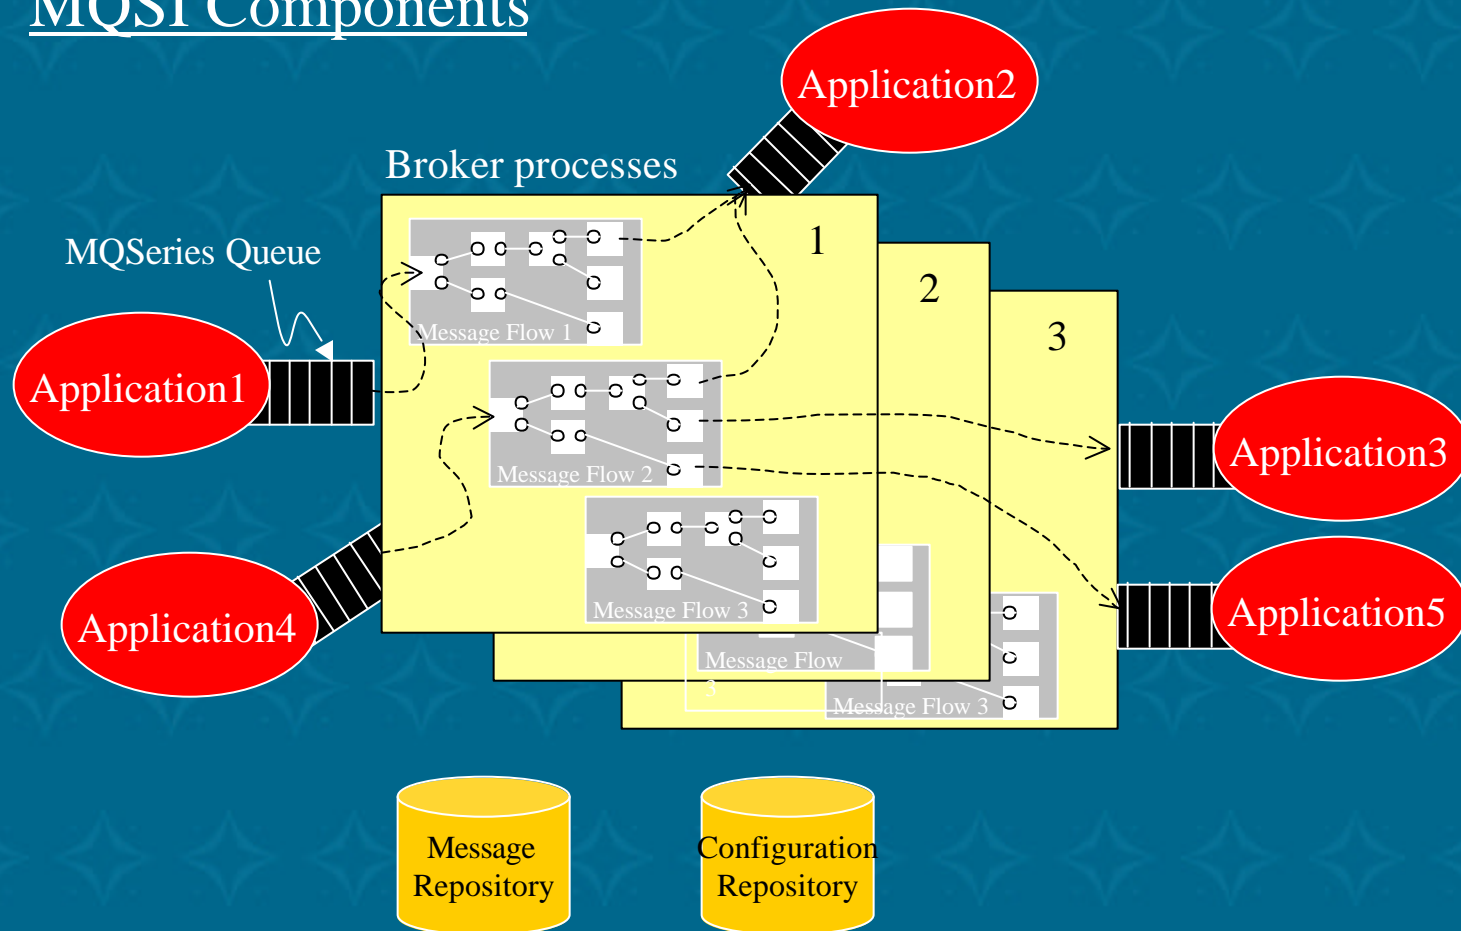 MQSI Components
Application2
Broker processes
1
MQSeries Queue
2
Message Flow 1
3
Application1
Application3
Message Flow 2
Message Flow 3
Application4
Application5
Message Flow
3
Message Flow 3
Message
Repository
Configuration
Repository